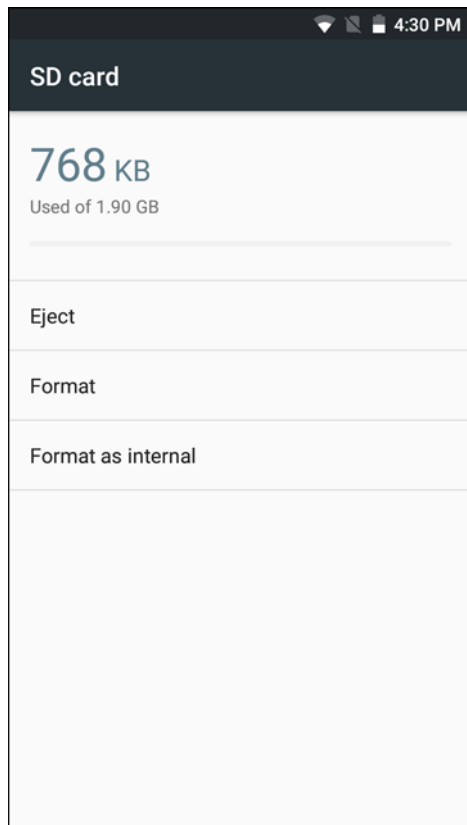 4:30 PM
SD card
768 KB
Used of 1.90 GB
Eject
Format
Format as internal